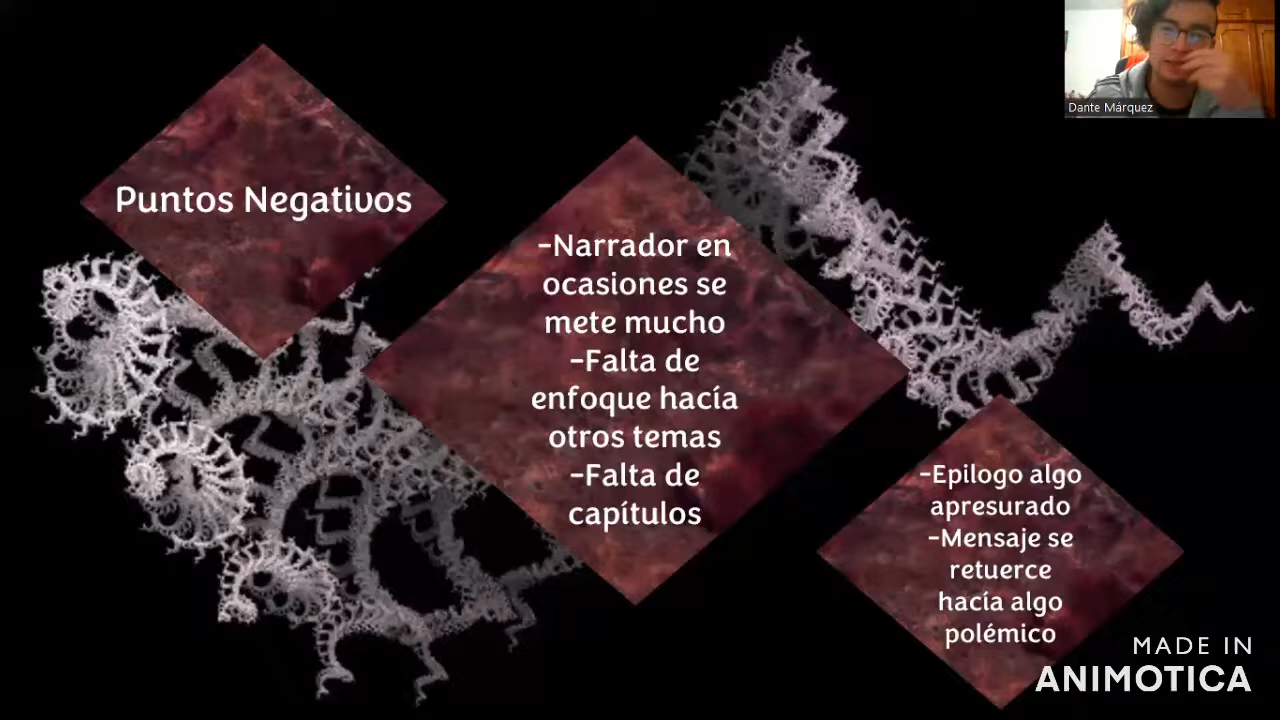 Dante Márquez
Puntos Negativos
-Narrador en
ocasiones se
mete mucho
-Falta de
enfoque hacía
otros temas
-Falta de
capítulos
-Epilogo algo
apresurado
-Mensaje se
retuerce
hacía algo
polémico
MADE IN
ANIMOTICA